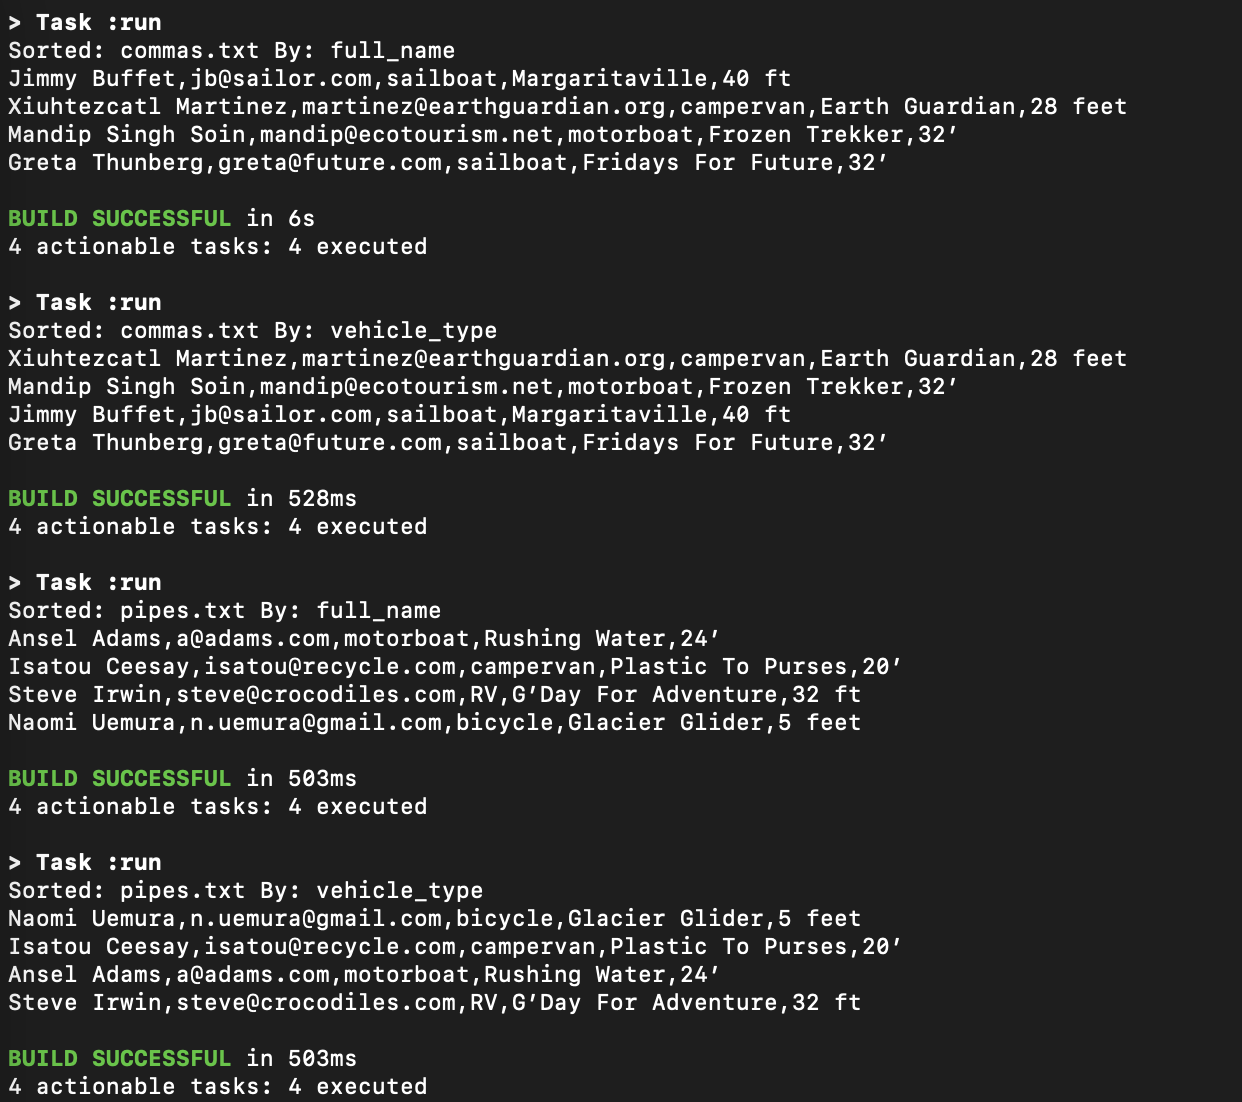 > Task :run
Sorted: commas.txt By: full_name
Jimmy Buffet,jb@sailor.com,sailboat,Margaritaville,40 ft
Xiuhtezcatl Martinez,martinez@earthguardian.org,campervan,Earth Guardian,28 feet
Mandip Singh Soin,mandip@ecotourism.net,motorboat,Frozen Trekker,32’
Greta Thunberg,greta@future.com,sailboat,Fridays For Future,32’
BUILD SUCCESSFUL in 6s
4 actionable tasks: 4 executed
> Task :run
Sorted: commas.txt By: vehicle_type
Xiuhtezcatl Martinez,martinez@earthguardian.org,campervan,Earth Guardian,28 feet
Mandip Singh Soin,mandip@ecotourism.net,motorboat,Frozen Trekker,32’
Jimmy Buffet,jb@sailor.com,sailboat,Margaritaville,40 ft
Greta Thunberg,greta@future.com,sailboat,Fridays For Future,32’
BUILD SUCCESSFUL in 528ms
4 actionable tasks: 4 executed
> Task :run
Sorted: pipes.txt By: full_name
Ansel Adams,a@adams.com,motorboat,Rushing Water,24’
Isatou Ceesay,isatou@recycle.com,campervan,Plastic To Purses,20’
Steve Irwin,steve@crocodiles.com,RV,G’Day For Adventure,32 ft
Naomi Uemura,n.uemura@gmail.com,bicycle,Glacier Glider,5 feet
BUILD SUCCESSFUL in 503ms
4 actionable tasks: 4 executed
> Task :run
Sorted: pipes.txt By: vehicle_type
Naomi Uemura,n.uemura@gmail.com,bicycle,Glacier Glider,5 feet
Isatou Ceesay,isatou@recycle.com,campervan,Plastic To Purses,20’
Ansel Adams,a@adams.com,motorboat,Rushing Water,24’
Steve Irwin,steve@crocodiles.com,RV,G’Day For Adventure,32 ft
BUILD SUCCESSFUL in 503ms
4 actionable tasks: 4 executed